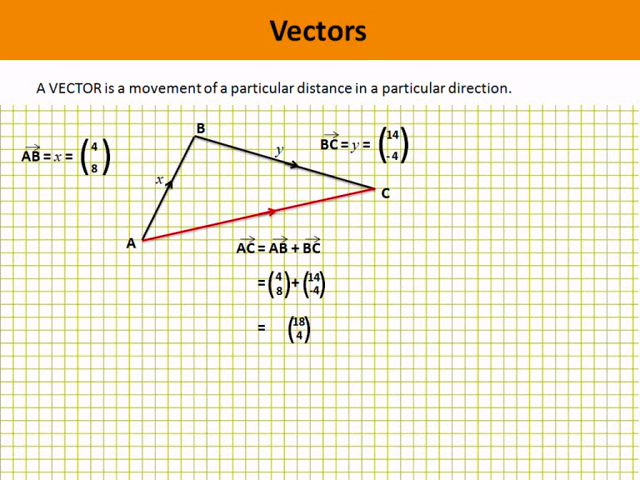 Vectors
A VECTOR is a movement of a particular distance in a particular direction.
B
AB = x = (4 8)
BC = y = (14 -4)
y
x
C
A
AC = AB + BC
= (4 8) + (14 -4)
= (18 4)